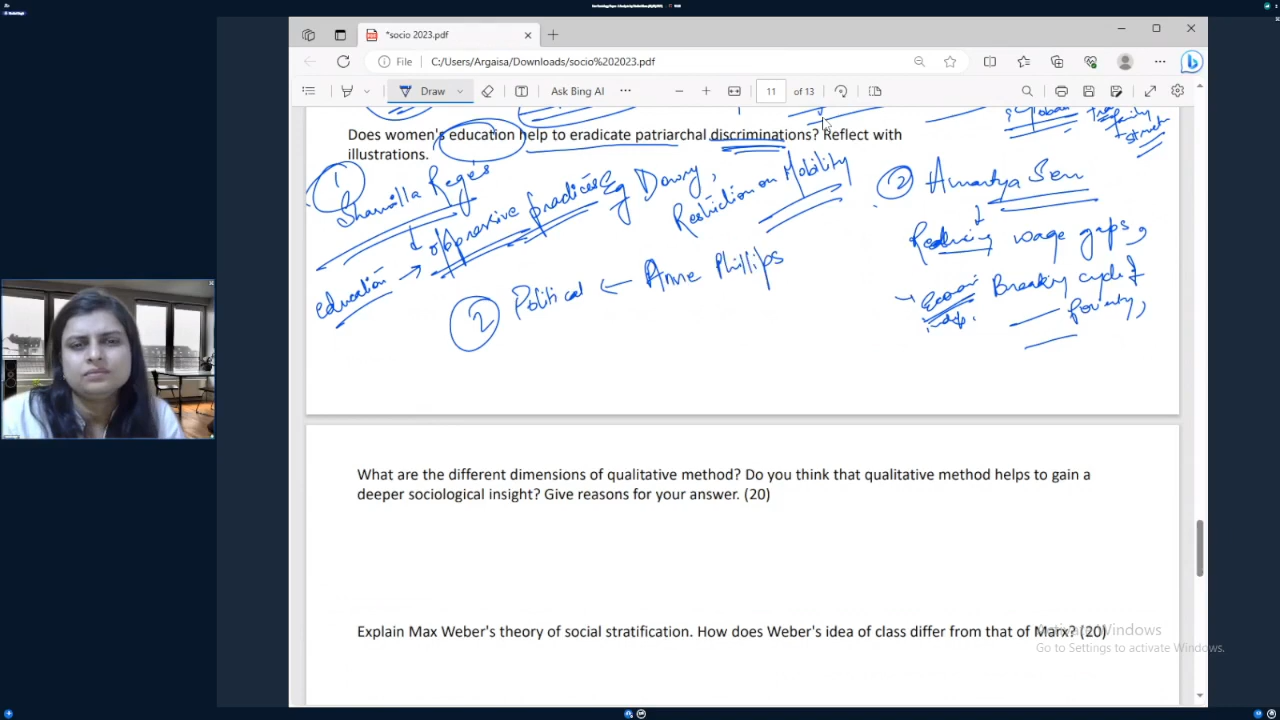 *socio 2023.pdf
File C:/Users/Argaisa/Downloads/socio%202023.pdf
Draw Ask Bing AI 11 of 13
Does women's education help to eradicate patriarchal discriminations? Reflect with
illustrations.
1
Sharmilla Rege's
oppressive practices Eg Dowry,
Restriction on Mobility
education →
2 Political ← Anne Phillips
2 Amartya Sen
Reducing wage gaps,
Breaking cycle of
poverty,
What are the different dimensions of qualitative method? Do you think that qualitative method helps to gain a
deeper sociological insight? Give reasons for your answer. (20)
Explain Max Weber's theory of social stratification. How does Weber's idea of class differ from that of Marx? (20)
Activate Windows
Go to Settings to activate Windows.